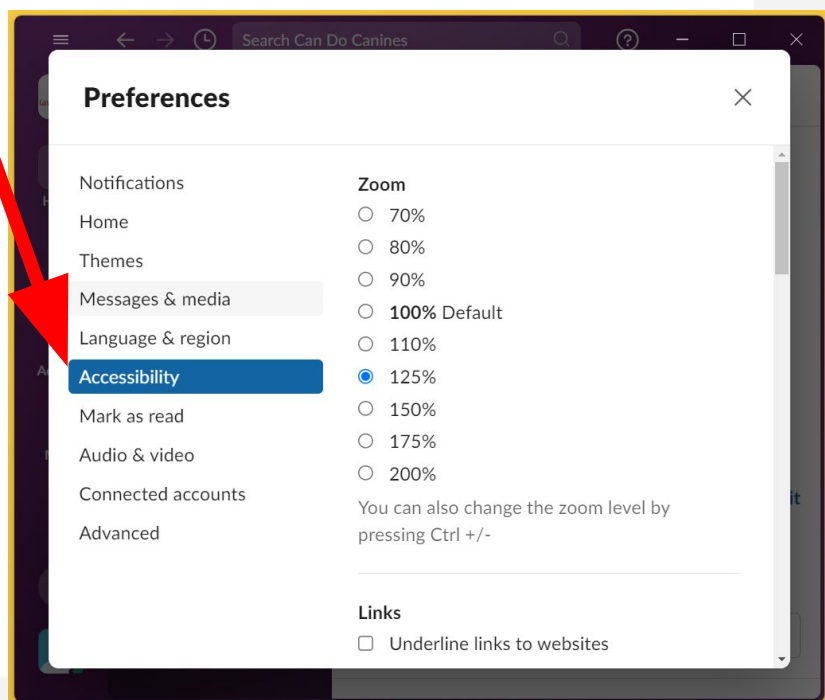 Search Can Do Canines
Preferences
Notifications
Home
Themes
Messages & media
Language & region
Accessibility
Mark as read
Audio & video
Connected accounts
Advanced
Zoom
70%
80%
90%
100% Default
110%
125%
150%
175%
200%
You can also change the zoom level by
pressing Ctrl +/-
Links
Underline links to websites
it